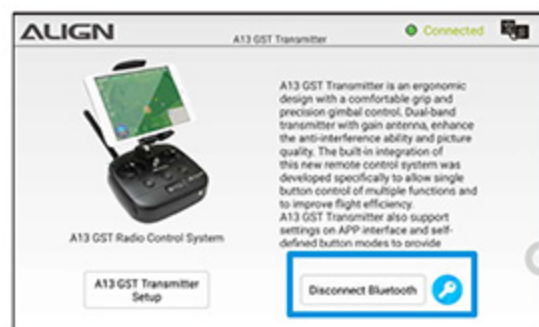 ALIGN
A13 GST Transmitter
Connected
A13 GST Transmitter is an ergonomic
design with a comfortable grip and
precision gimbal control. Dual-band
transmitter with gain antenna, enhance
the anti-interference ability and picture
quality. The built-in integration of
this new remote control system was
developed specifically to allow single
button control of multiple functions and
to improve flight efficiency.
A13 GST Transmitter also support
settings on APP interface and self-
defined button modes to provide
A13 GST Radio Control System
A13 GST Transmitter
Setup
Disconnect Bluetooth